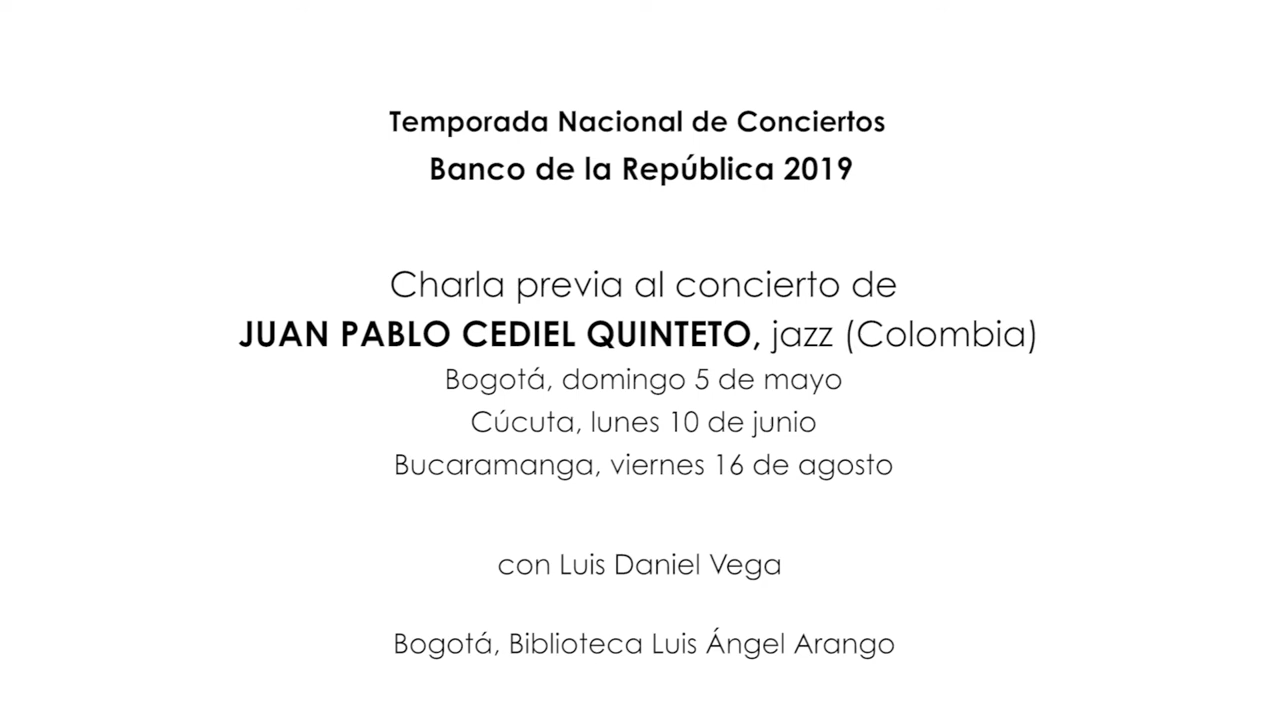 Temporada Nacional de Conciertos
Banco de la República 2019
Charla previa al concierto de
JUAN PABLO CEDIEL QUINTETO, jazz (Colombia)
Bogotá, domingo 5 de mayo
Cúcuta, lunes 10 de junio
Bucaramanga, viernes 16 de agosto
con Luis Daniel Vega
Bogotá, Biblioteca Luis Ángel Arango